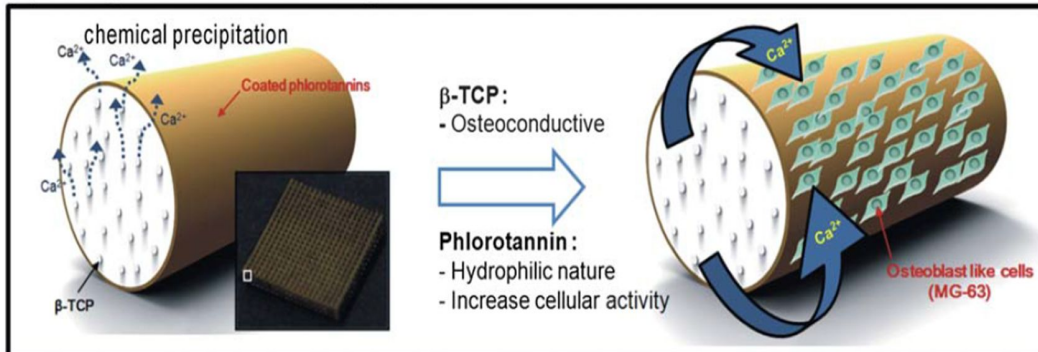 chemical precipitation
Ca2+
Ca2+
Ca2+
Ca2+
Coated phlorotannins
β-TCP
β-TCP :
- Osteoconductive
Phlorotannin :
- Hydrophilic nature
- Increase cellular activity
Ca2+
Ca2+
Osteoblast like cells
(MG-63)